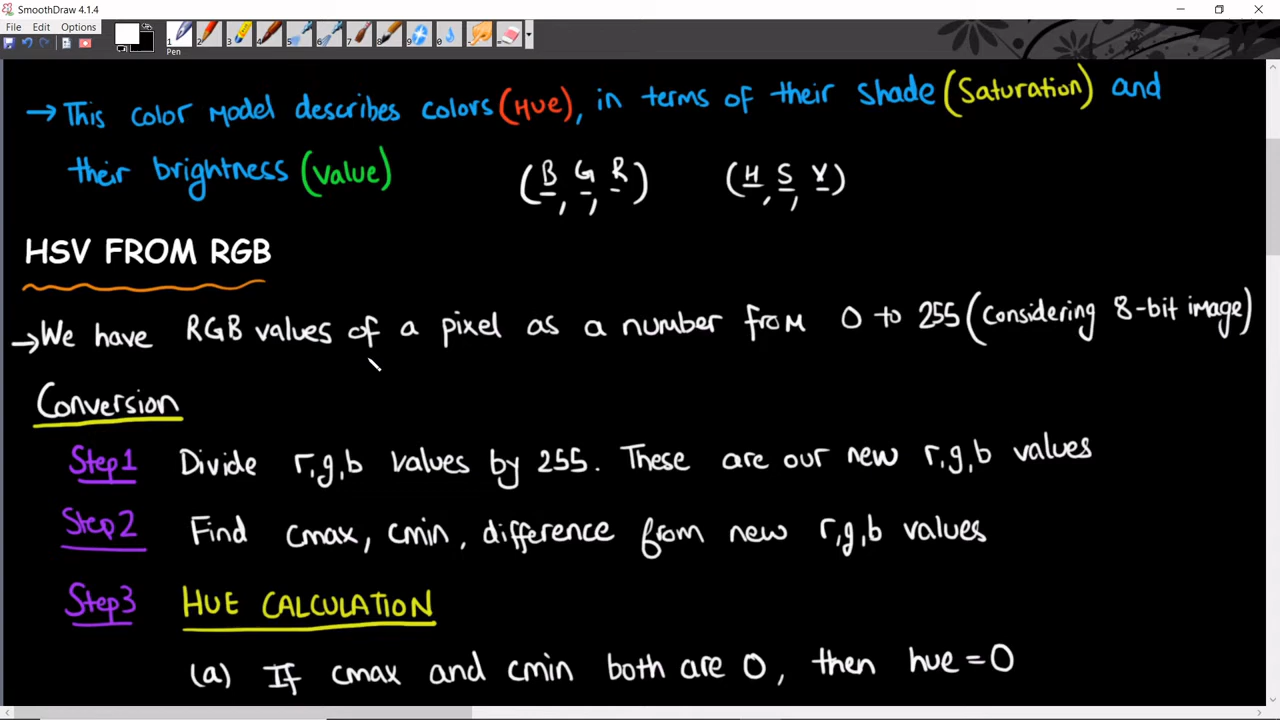 SmoothDraw 4.1.4
File Edit Options
Pen
→ This color model describes colors (Hue), in terms of their shade (Saturation) and
their brightness (value) (B, G, R) (H, S, V)
HSV FROM RGB
→ We have RGB values of a pixel as a number from 0 to 255 (considering 8-bit image)
Conversion
Step1 Divide r,g,b values by 255. These are our new r,g,b values
Step2 Find cmax, cmin, difference from new r,g,b values
Step3 HUE CALCULATION
(a) If cmax and cmin both are 0, then hue = 0